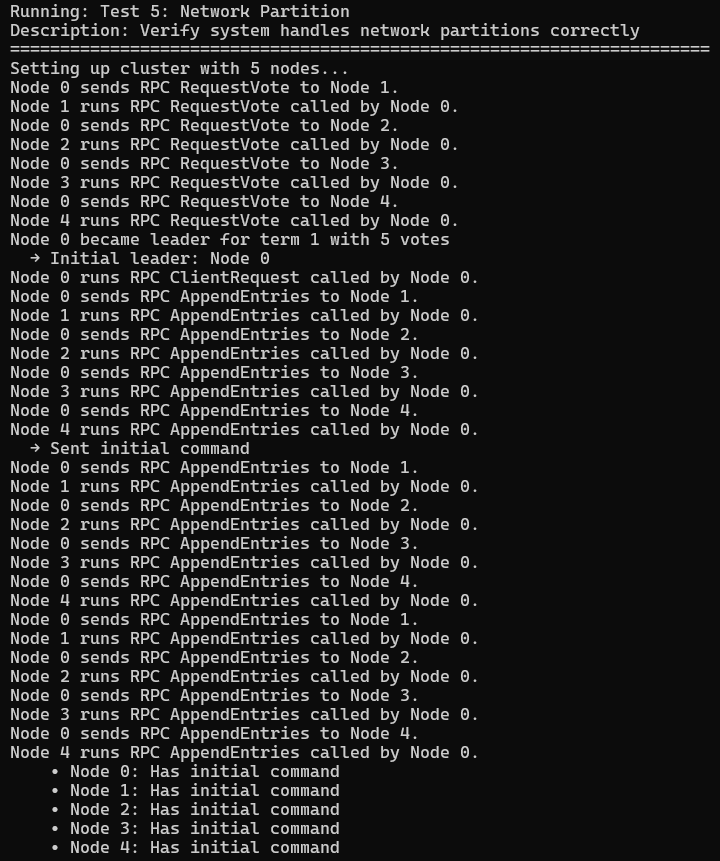 Running: Test 5: Network Partition
Description: Verify system handles network partitions correctly
======================================================================
Setting up cluster with 5 nodes...
Node 0 sends RPC RequestVote to Node 1.
Node 1 runs RPC RequestVote called by Node 0.
Node 0 sends RPC RequestVote to Node 2.
Node 2 runs RPC RequestVote called by Node 0.
Node 0 sends RPC RequestVote to Node 3.
Node 3 runs RPC RequestVote called by Node 0.
Node 0 sends RPC RequestVote to Node 4.
Node 4 runs RPC RequestVote called by Node 0.
Node 0 became leader for term 1 with 5 votes
  → Initial leader: Node 0
Node 0 runs RPC ClientRequest called by Node 0.
Node 0 sends RPC AppendEntries to Node 1.
Node 1 runs RPC AppendEntries called by Node 0.
Node 0 sends RPC AppendEntries to Node 2.
Node 2 runs RPC AppendEntries called by Node 0.
Node 0 sends RPC AppendEntries to Node 3.
Node 3 runs RPC AppendEntries called by Node 0.
Node 0 sends RPC AppendEntries to Node 4.
Node 4 runs RPC AppendEntries called by Node 0.
  → Sent initial command
Node 0 sends RPC AppendEntries to Node 1.
Node 1 runs RPC AppendEntries called by Node 0.
Node 0 sends RPC AppendEntries to Node 2.
Node 2 runs RPC AppendEntries called by Node 0.
Node 0 sends RPC AppendEntries to Node 3.
Node 3 runs RPC AppendEntries called by Node 0.
Node 0 sends RPC AppendEntries to Node 4.
Node 4 runs RPC AppendEntries called by Node 0.
Node 0 sends RPC AppendEntries to Node 1.
Node 1 runs RPC AppendEntries called by Node 0.
Node 0 sends RPC AppendEntries to Node 2.
Node 2 runs RPC AppendEntries called by Node 0.
Node 0 sends RPC AppendEntries to Node 3.
Node 3 runs RPC AppendEntries called by Node 0.
Node 0 sends RPC AppendEntries to Node 4.
Node 4 runs RPC AppendEntries called by Node 0.
    • Node 0: Has initial command
    • Node 1: Has initial command
    • Node 2: Has initial command
    • Node 3: Has initial command
    • Node 4: Has initial command